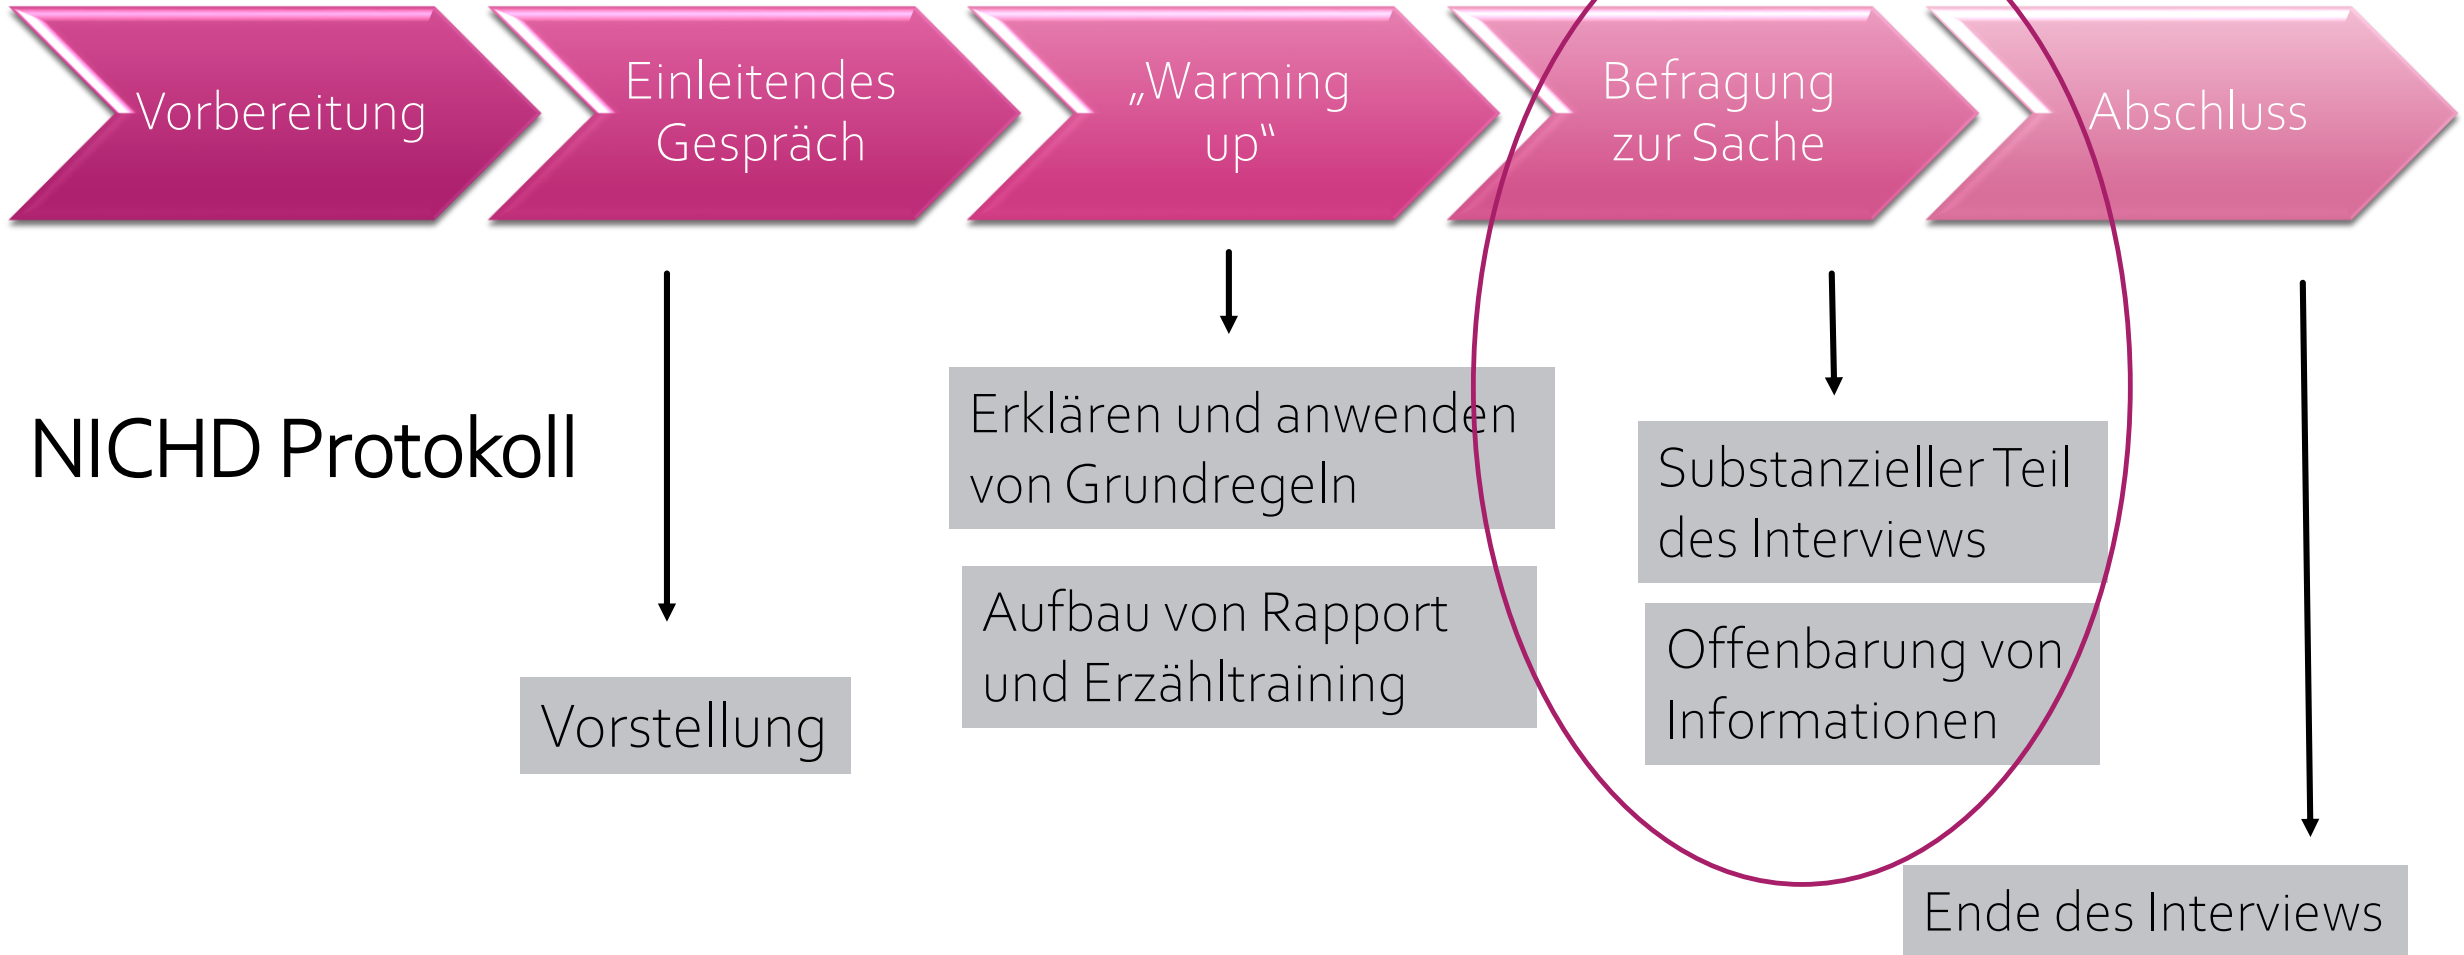 Vorbereitung
Einleitendes
Gespräch
„Warming
up“
Befragung
zur Sache
Abschluss
NICHD Protokoll
Vorstellung
Erklären und anwenden
von Grundregeln
Aufbau von Rapport
und Erzähltraining
Substanzieller Teil
des Interviews
Offenbarung von
Informationen
Ende des Interviews